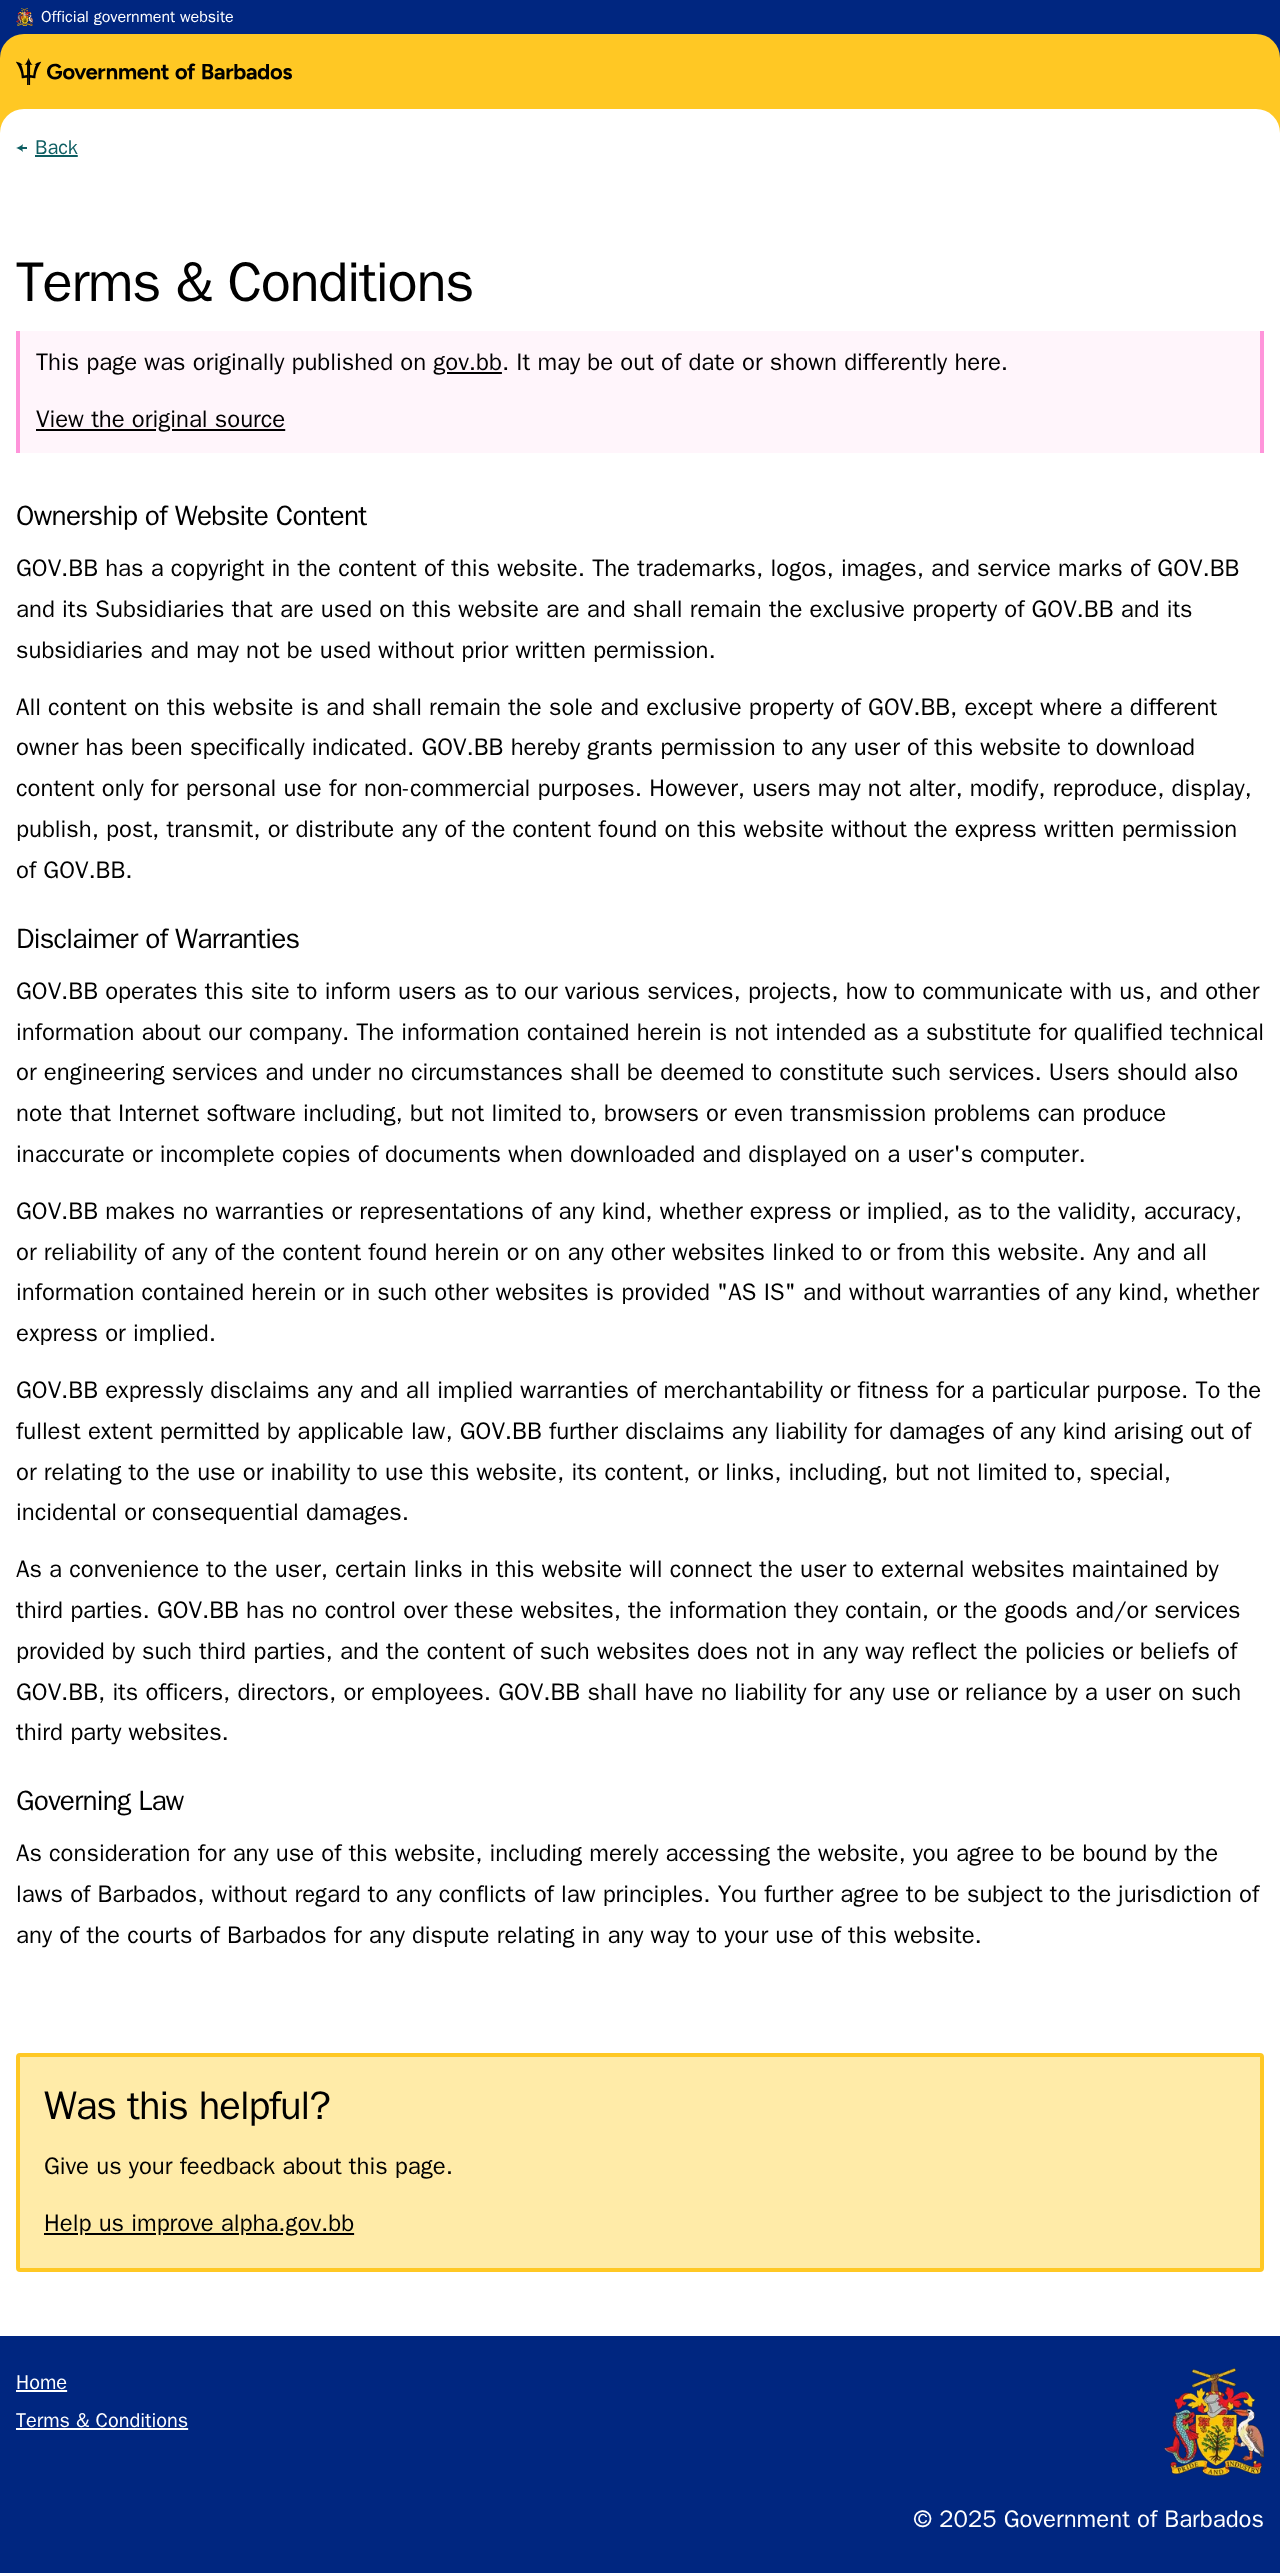 Official government website
Government of Barbados
← Back
Terms & Conditions
This page was originally published on gov.bb. It may be out of date or shown differently here.
View the original source
Ownership of Website Content
GOV.BB has a copyright in the content of this website. The trademarks, logos, images, and service marks of GOV.BB
and its Subsidiaries that are used on this website are and shall remain the exclusive property of GOV.BB and its
subsidiaries and may not be used without prior written permission.
All content on this website is and shall remain the sole and exclusive property of GOV.BB, except where a different
owner has been specifically indicated. GOV.BB hereby grants permission to any user of this website to download
content only for personal use for non-commercial purposes. However, users may not alter, modify, reproduce, display,
publish, post, transmit, or distribute any of the content found on this website without the express written permission
of GOV.BB.
Disclaimer of Warranties
GOV.BB operates this site to inform users as to our various services, projects, how to communicate with us, and other
information about our company. The information contained herein is not intended as a substitute for qualified technical
or engineering services and under no circumstances shall be deemed to constitute such services. Users should also
note that Internet software including, but not limited to, browsers or even transmission problems can produce
inaccurate or incomplete copies of documents when downloaded and displayed on a user's computer.
GOV.BB makes no warranties or representations of any kind, whether express or implied, as to the validity, accuracy,
or reliability of any of the content found herein or on any other websites linked to or from this website. Any and all
information contained herein or in such other websites is provided "AS IS" and without warranties of any kind, whether
express or implied.
GOV.BB expressly disclaims any and all implied warranties of merchantability or fitness for a particular purpose. To the
fullest extent permitted by applicable law, GOV.BB further disclaims any liability for damages of any kind arising out of
or relating to the use or inability to use this website, its content, or links, including, but not limited to, special,
incidental or consequential damages.
As a convenience to the user, certain links in this website will connect the user to external websites maintained by
third parties. GOV.BB has no control over these websites, the information they contain, or the goods and/or services
provided by such third parties, and the content of such websites does not in any way reflect the policies or beliefs of
GOV.BB, its officers, directors, or employees. GOV.BB shall have no liability for any use or reliance by a user on such
third party websites.
Governing Law
As consideration for any use of this website, including merely accessing the website, you agree to be bound by the
laws of Barbados, without regard to any conflicts of law principles. You further agree to be subject to the jurisdiction of
any of the courts of Barbados for any dispute relating in any way to your use of this website.
Was this helpful?
Give us your feedback about this page.
Help us improve alpha.gov.bb
Home
Terms & Conditions
PRIDE AND INDUSTRY
© 2025 Government of Barbados